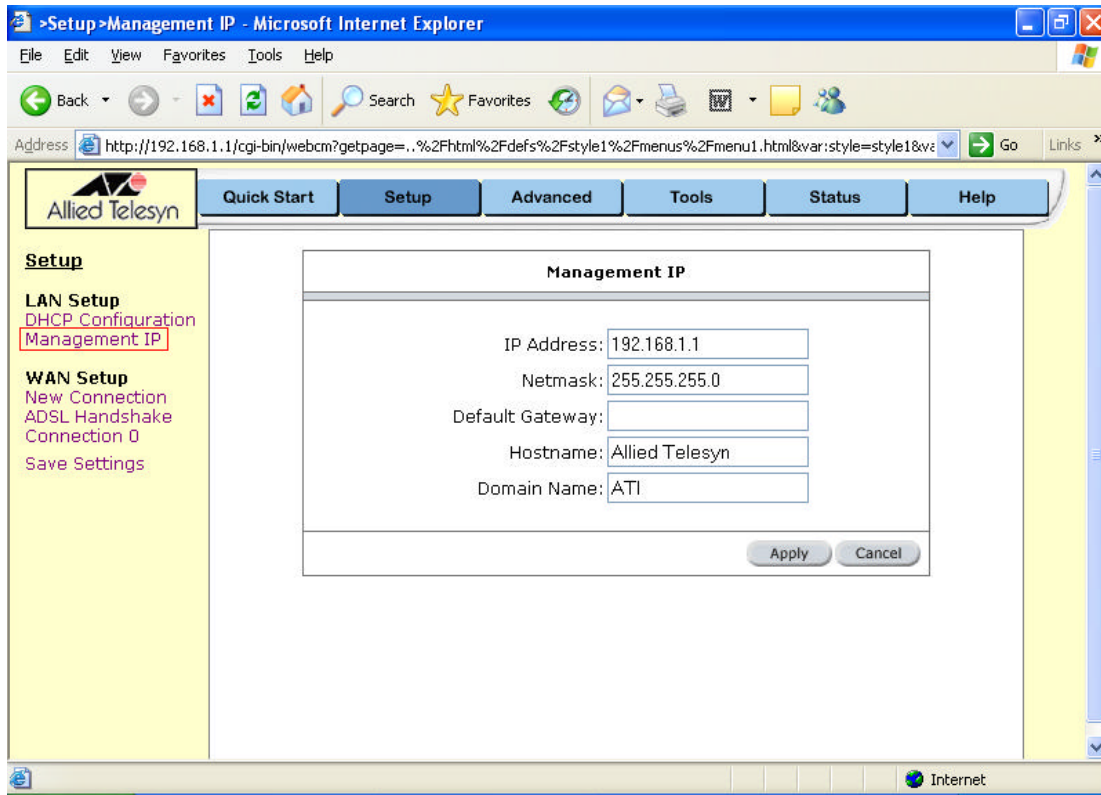 >Setup>Management IP - Microsoft Internet Explorer
File Edit View Favorites Tools Help
Back Search Favorites
Address http://192.168.1.1/cgi-bin/webcm?getpage=..%2Fhtml%2Fdefs%2Fstyle1%2Fmenus%2Fmenu1.html&var:style=style1&va Go Links »
Allied Telesyn
Quick Start Setup Advanced Tools Status Help
Setup
LAN Setup
DHCP Configuration
Management IP
WAN Setup
New Connection
ADSL Handshake
Connection 0
Save Settings
Management IP
IP Address: 192.168.1.1
Netmask: 255.255.255.0
Default Gateway:
Hostname: Allied Telesyn
Domain Name: ATI
Apply Cancel
Internet